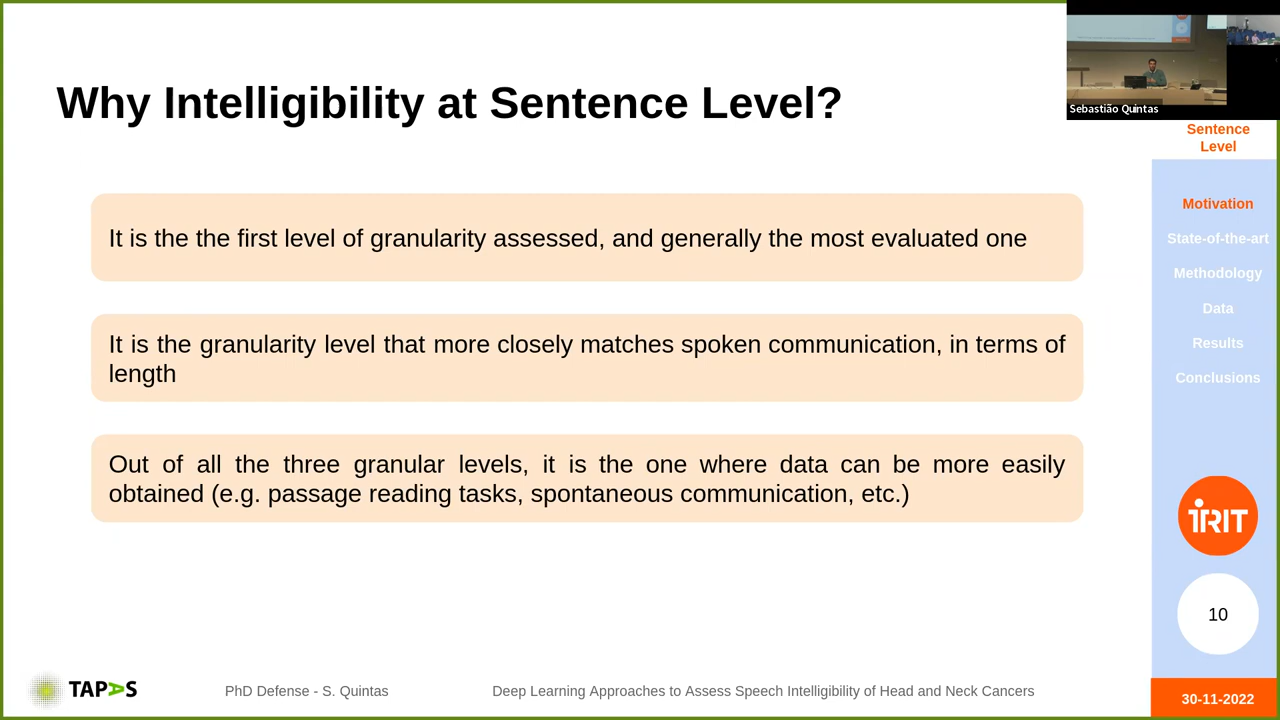 Why Intelligibility at Sentence Level?
Sebastião Quintas
Sentence
Level
It is the the first level of granularity assessed, and generally the most evaluated one
It is the granularity level that more closely matches spoken communication, in terms of
length
Out of all the three granular levels, it is the one where data can be more easily
obtained (e.g. passage reading tasks, spontaneous communication, etc.)
Motivation
State-of-the-art
Methodology
Data
Results
Conclusions
iRIT
10
TAPAS
PhD Defense - S. Quintas
Deep Learning Approaches to Assess Speech Intelligibility of Head and Neck Cancers
30-11-2022